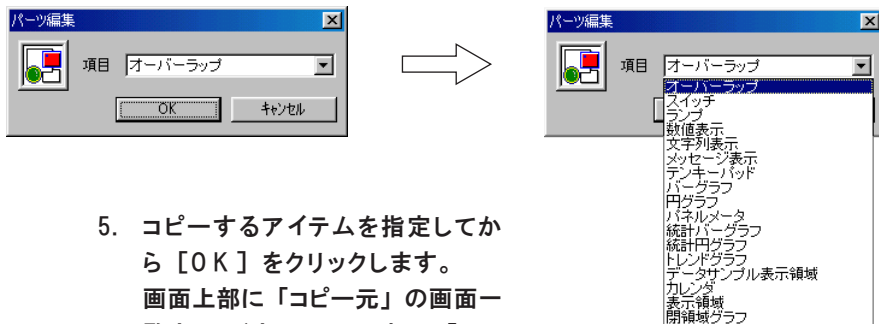 パーツ編集
項目 オーバーラップ
OK キャンセル
パーツ編集
項目 オーバーラップ
オーバーラップ
スイッチ
ランプ
数値表示
文字列表示
メッセージ表示
テンキーパッド
バーグラフ
円グラフ
パネルメータ
統計バーグラフ
統計円グラフ
トレンドグラフ
データサンプル表示領域
カレンダ
表示領域
閉領域グラフ
5. コピーするアイテムを指定してか
ら［OK］をクリックします。
画面上部に「コピー元」の画面一